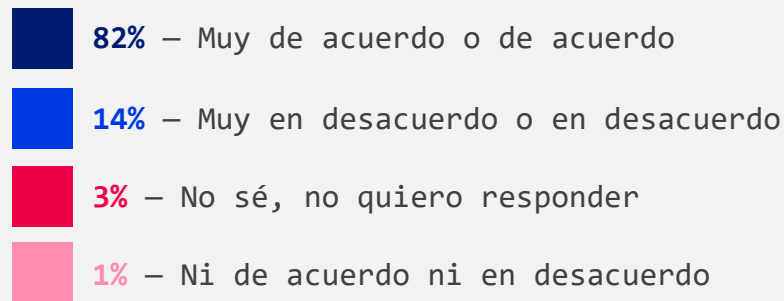 82% – Muy de acuerdo o de acuerdo
14% – Muy en desacuerdo o en desacuerdo
3% – No sé, no quiero responder
1% – Ni de acuerdo ni en desacuerdo